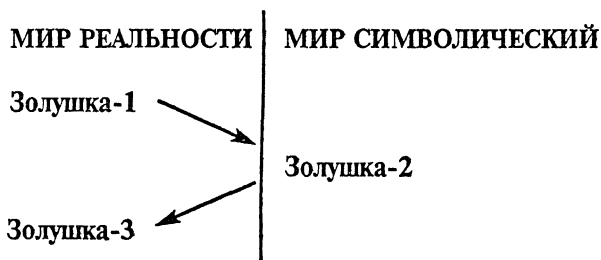 МИР РЕАЛЬНОСТИ
МИР СИМВОЛИЧЕСКИЙ
Золушка-1
Золушка-2
Золушка-3